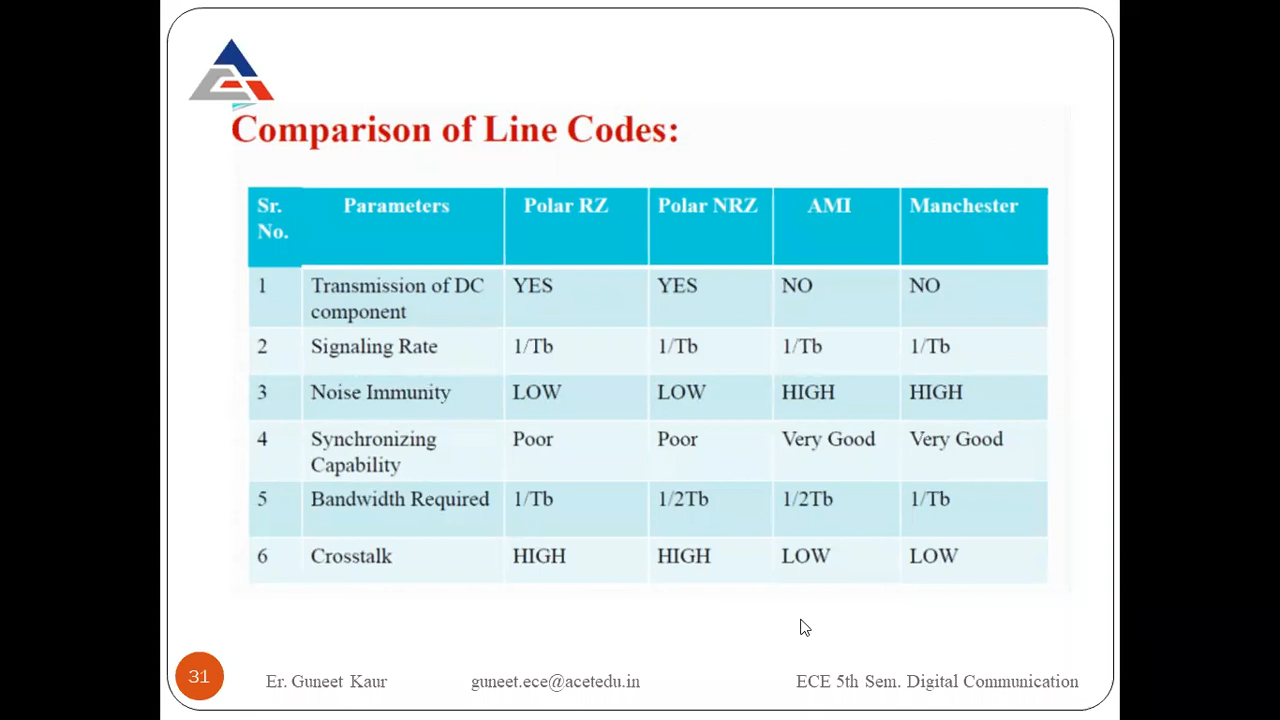 Comparison of Line Codes:
Sr. No. Parameters Polar RZ Polar NRZ AMI Manchester
1 Transmission of DC component YES YES NO NO
2 Signaling Rate 1/Tb 1/Tb 1/Tb 1/Tb
3 Noise Immunity LOW LOW HIGH HIGH
4 Synchronizing Capability Poor Poor Very Good Very Good
5 Bandwidth Required 1/Tb 1/2Tb 1/2Tb 1/Tb
6 Crosstalk HIGH HIGH LOW LOW
31 Er. Guneet Kaur guneet.ece@acetedu.in ECE 5th Sem. Digital Communication